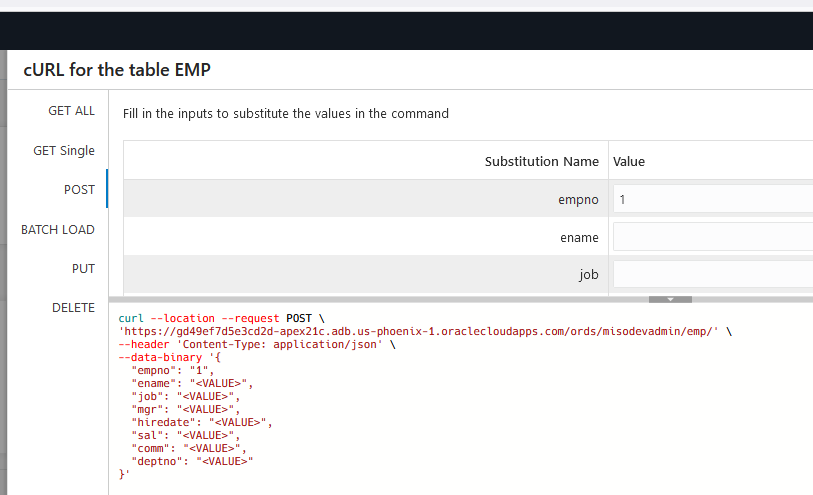 cURL for the table EMP
GET ALL
GET Single
POST
BATCH LOAD
PUT
DELETE
Fill in the inputs to substitute the values in the command
Substitution Name Value
empno 1
ename
job
curl --location --request POST \
'https://gd49ef7d5e3cd2d-apex21c.adb.us-phoenix-1.oraclecloudapps.com/ords/misodevadmin/emp/' \
--header 'Content-Type: application/json' \
--data-binary '{
"empno": "1",
"ename": "<VALUE>",
"job": "<VALUE>",
"mgr": "<VALUE>",
"hiredate": "<VALUE>",
"sal": "<VALUE>",
"comm": "<VALUE>",
"deptno": "<VALUE>"
}'